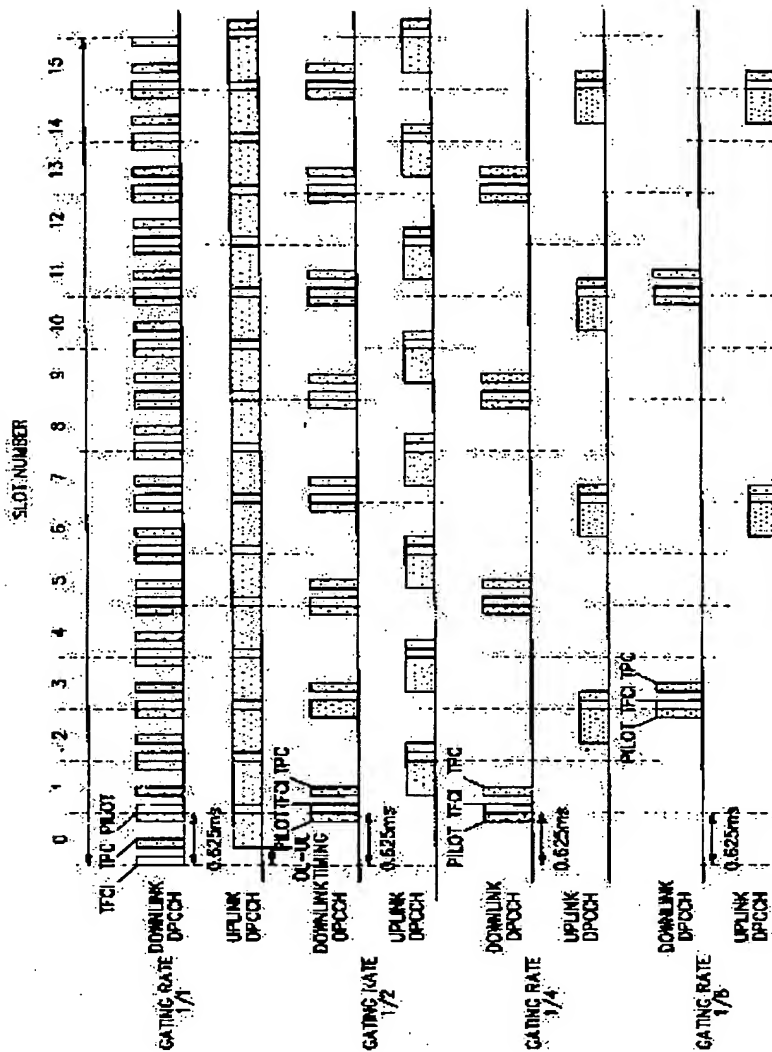 SLOT NUMBER
0 1 2 3 4 5 6 7 8 9 10 11 12 13 14 15
TFCI TPC PILOT
DOWNLINK
DPCCH
GATING RATE
1/1
0.625ms
UPLINK
DPCCH
DL-UL
TIMING
PILOT TFCI TPC
DOWNLINK
DPCCH
GATING RATE
1/2
0.625ms
UPLINK
DPCCH
PILOT TFCI TPC
DOWNLINK
DPCCH
GATING RATE
1/4
0.625ms
UPLINK
DPCCH
PILOT TFCI TPC
DOWNLINK
DPCCH
GATING RATE
1/8
0.625ms
UPLINK
DPCCH